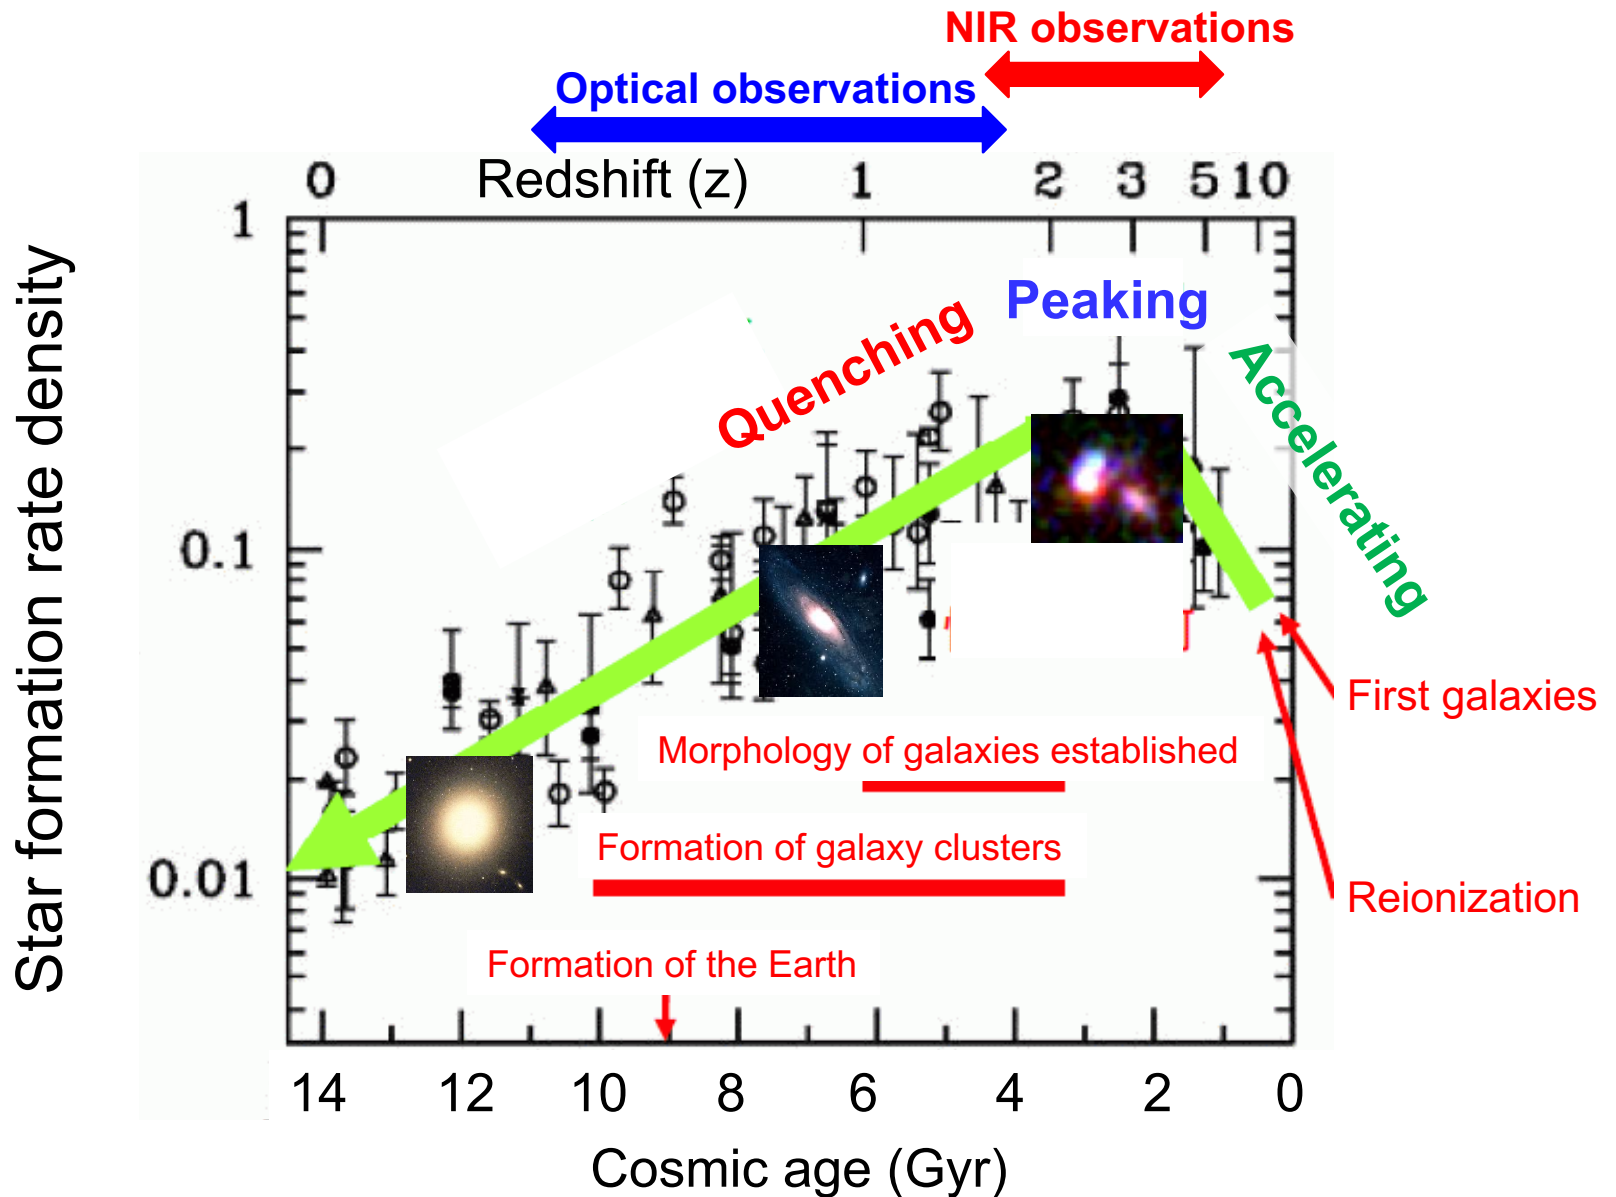 NIR observations
Optical observations
0 Redshift (z) 1 2 3 5 10
1
Star formation rate density
Peaking
Quenching
Accelerating
0.1
First galaxies
Morphology of galaxies established
Formation of galaxy clusters
0.01
Reionization
Formation of the Earth
14 12 10 8 6 4 2 0
Cosmic age (Gyr)